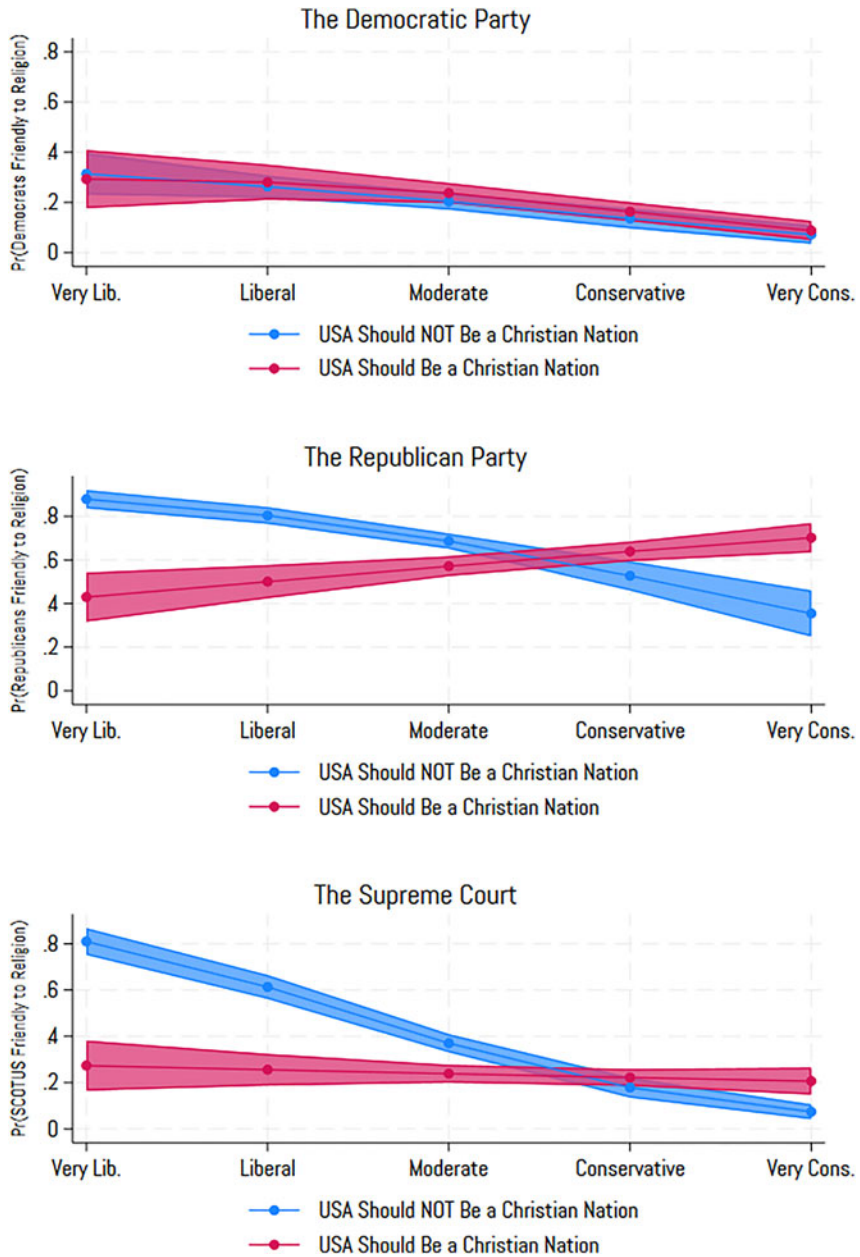 The Democratic Party
Pr(Democrats Friendly to Religion)
.8
.6
.4
.2
0
Very Lib.
Liberal
Moderate
Conservative
Very Cons.
USA Should NOT Be a Christian Nation
USA Should Be a Christian Nation
The Republican Party
Pr(Republicans Friendly to Religion)
.8
.6
.4
.2
0
Very Lib.
Liberal
Moderate
Conservative
Very Cons.
USA Should NOT Be a Christian Nation
USA Should Be a Christian Nation
The Supreme Court
Pr(SCOTUS Friendly to Religion)
.8
.6
.4
.2
0
Very Lib.
Liberal
Moderate
Conservative
Very Cons.
USA Should NOT Be a Christian Nation
USA Should Be a Christian Nation